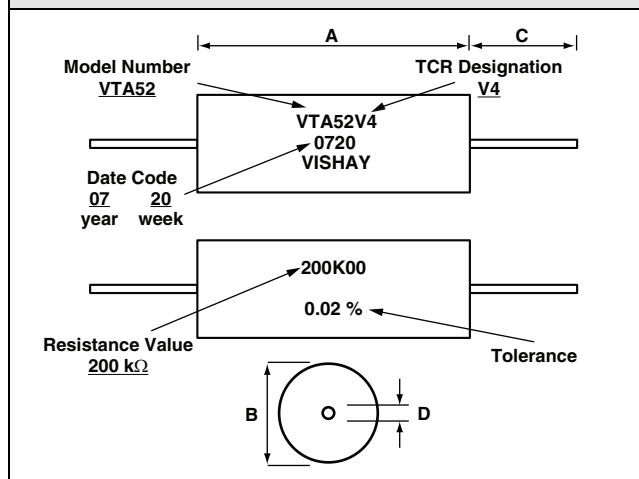 A
C
Model Number
VTA52
TCR Designation
V4
VTA52V4
0720
VISHAY
Date Code
07 20
year week
200K00
0.02 %
Resistance Value
200 kΩ
Tolerance
B
D